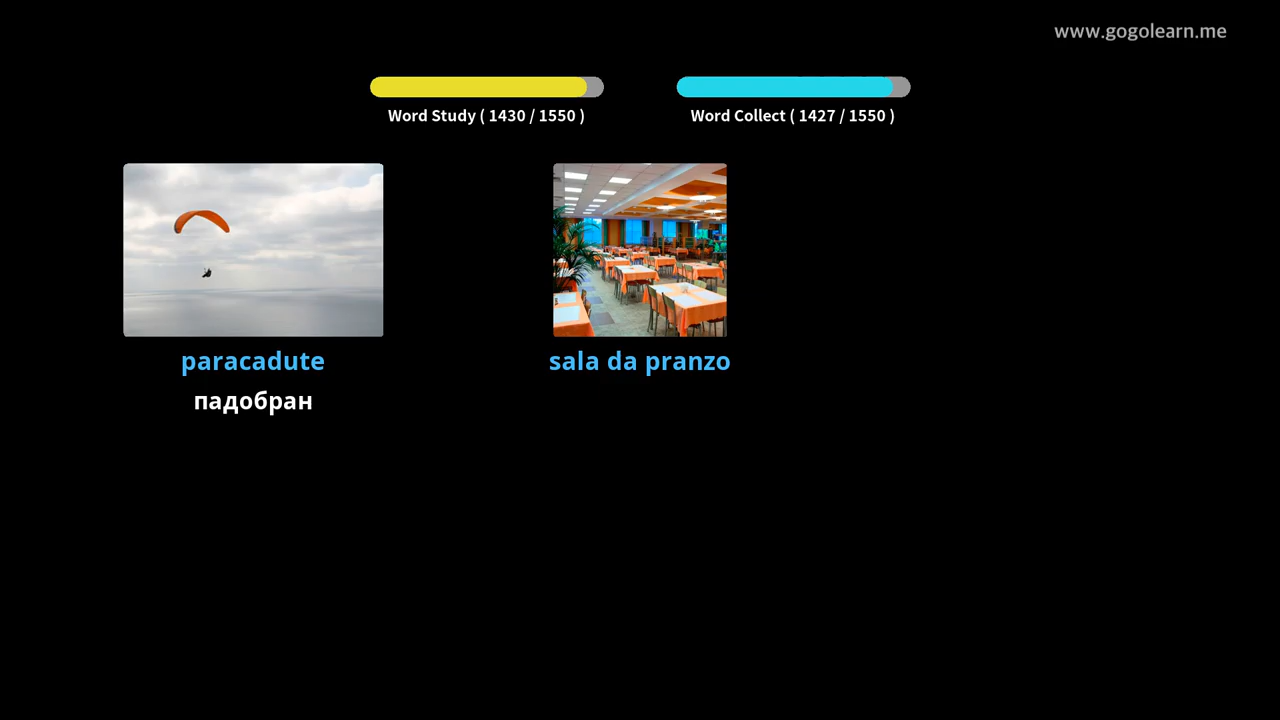 www.gogolearn.me
Word Study ( 1430 / 1550 )
Word Collect ( 1427 / 1550 )
paracadute
sala da pranzo
падобран